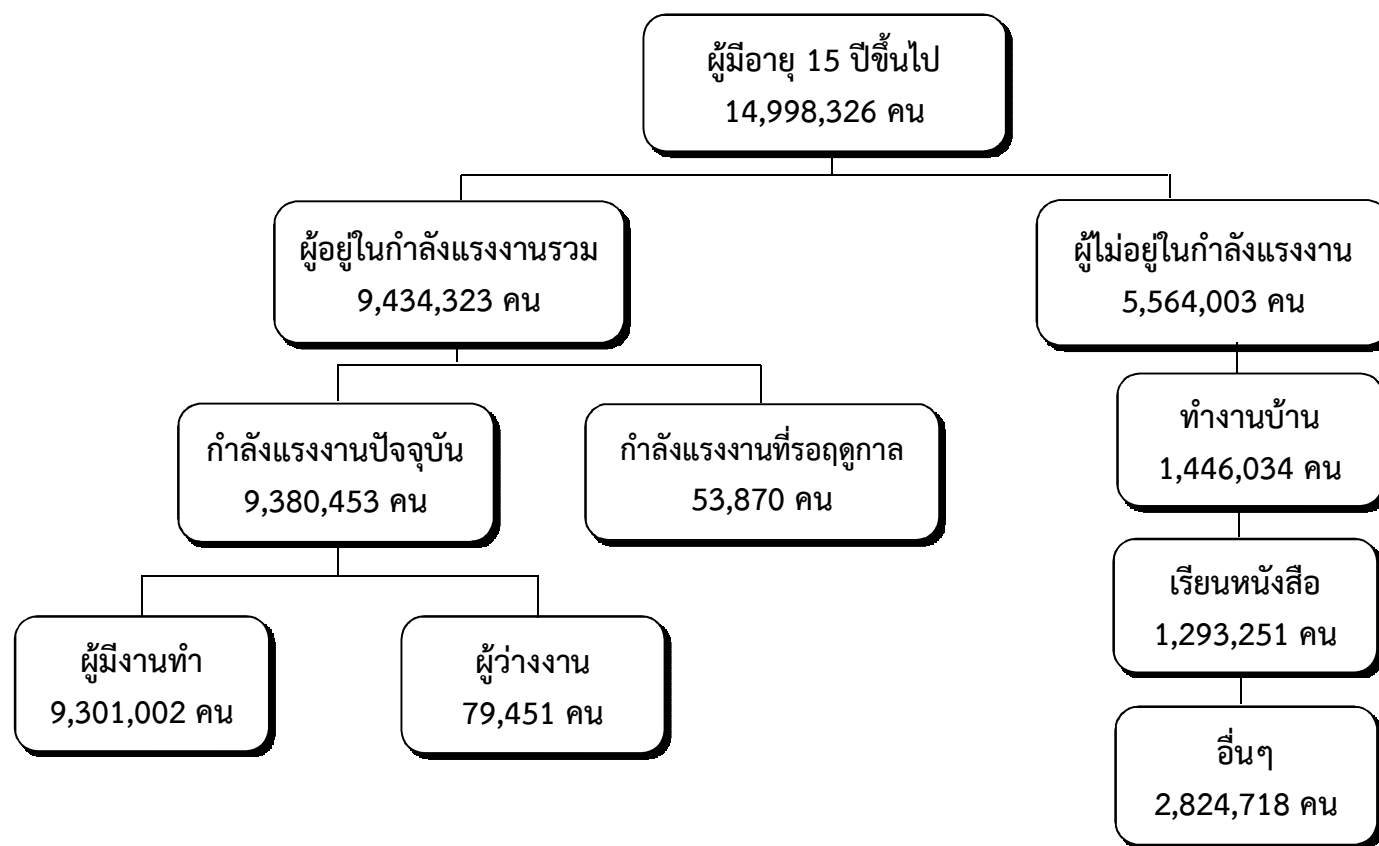 ผู้มีอายุ 15 ปีขึ้นไป
14,998,326 คน
ผู้อยู่ในกำลังแรงงานรวม
9,434,323 คน
ผู้ไม่อยู่ในกำลังแรงงาน
5,564,003 คน
กำลังแรงงานปัจจุบัน
9,380,453 คน
กำลังแรงงานที่รอฤดูกาล
53,870 คน
ทำงานบ้าน
1,446,034 คน
เรียนหนังสือ
1,293,251 คน
ผู้มีงานทำ
9,301,002 คน
ผู้ว่างงาน
79,451 คน
อื่นๆ
2,824,718 คน